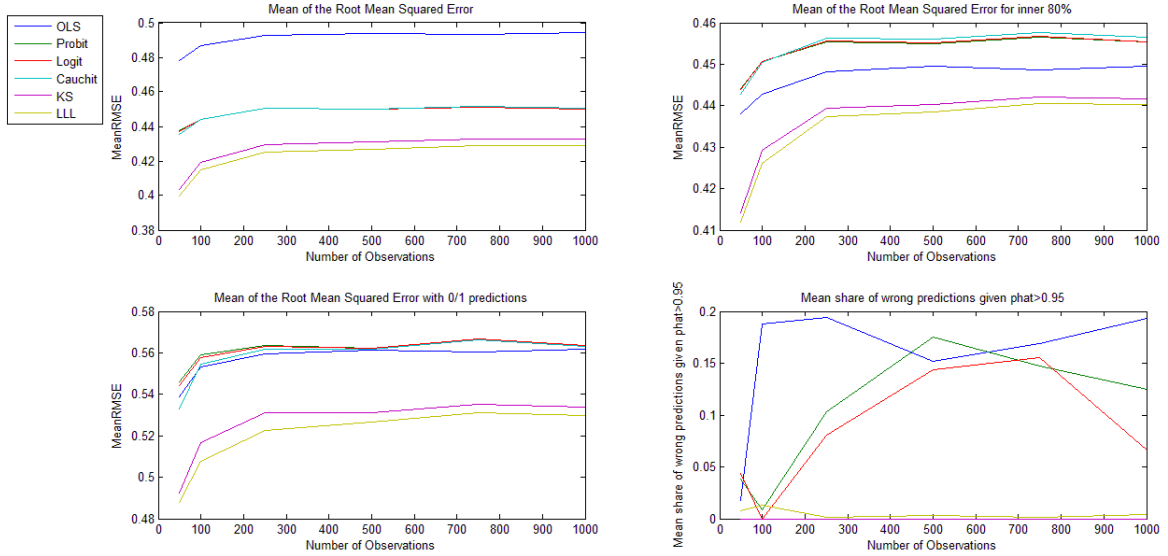 OLS
Probit
Logit
Cauchit
KS
LLL
Mean of the Root Mean Squared Error
0.5
0.48
0.46
0.44
0.42
0.4
0.38
MeanRMSE
0 100 200 300 400 500 600 700 800 900 1000
Number of Observations
Mean of the Root Mean Squared Error for inner 80%
0.46
0.45
0.44
0.43
0.42
0.41
MeanRMSE
0 100 200 300 400 500 600 700 800 900 1000
Number of Observations
Mean of the Root Mean Squared Error with 0/1 predictions
0.58
0.56
0.54
0.52
0.5
0.48
MeanRMSE
0 100 200 300 400 500 600 700 800 900 1000
Number of Observations
Mean share of wrong predictions given phat>0.95
0.2
0.15
0.1
0.05
0
Mean share of wrong predictions given phat>0.95
0 100 200 300 400 500 600 700 800 900 1000
Number of Observations